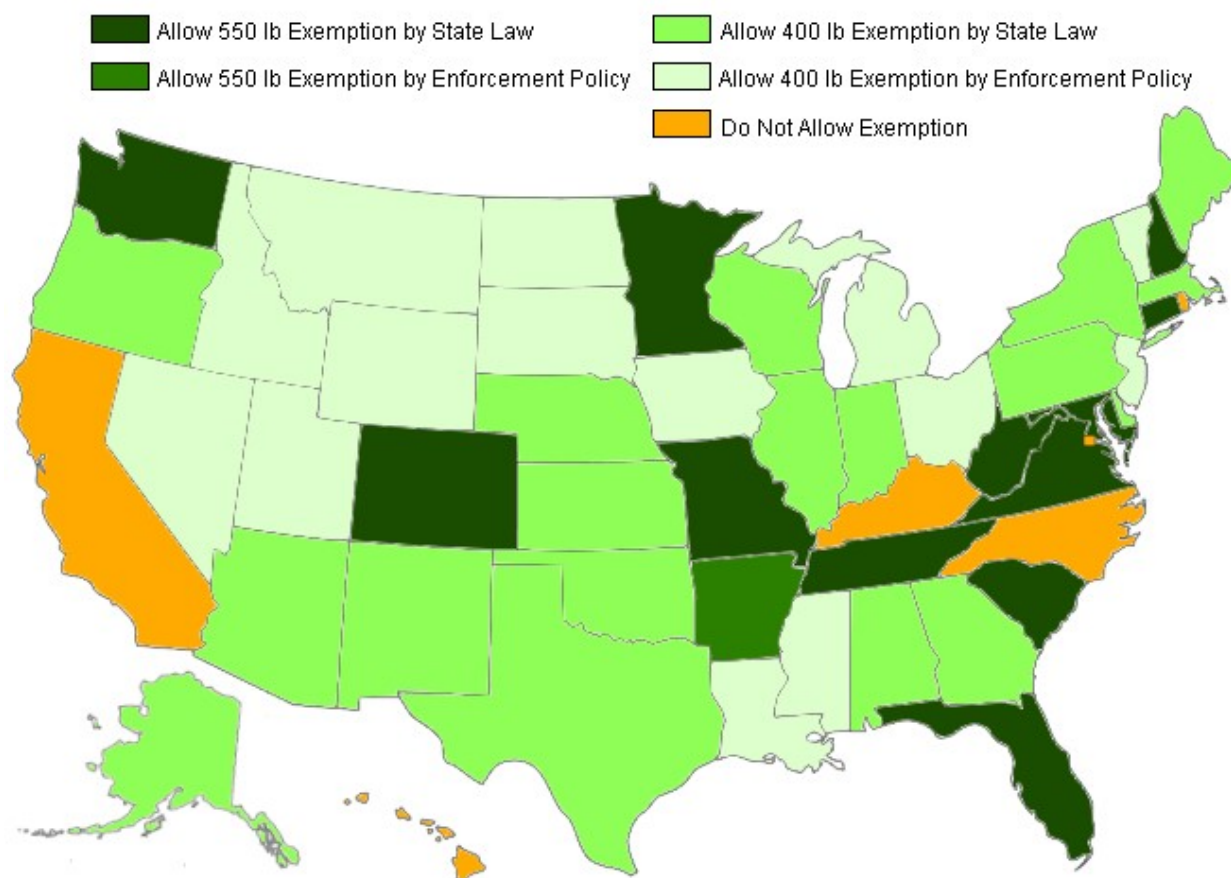 Allow 550 lb Exemption by State Law
Allow 400 lb Exemption by State Law
Allow 550 lb Exemption by Enforcement Policy
Allow 400 lb Exemption by Enforcement Policy
Do Not Allow Exemption